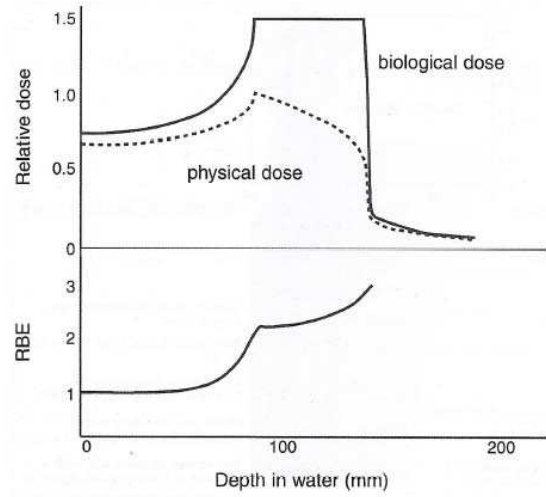 1.5
biological dose
1.0
Relative dose
0.5
physical dose
0
3
RBE
2
1
0 100 200
Depth in water (mm)